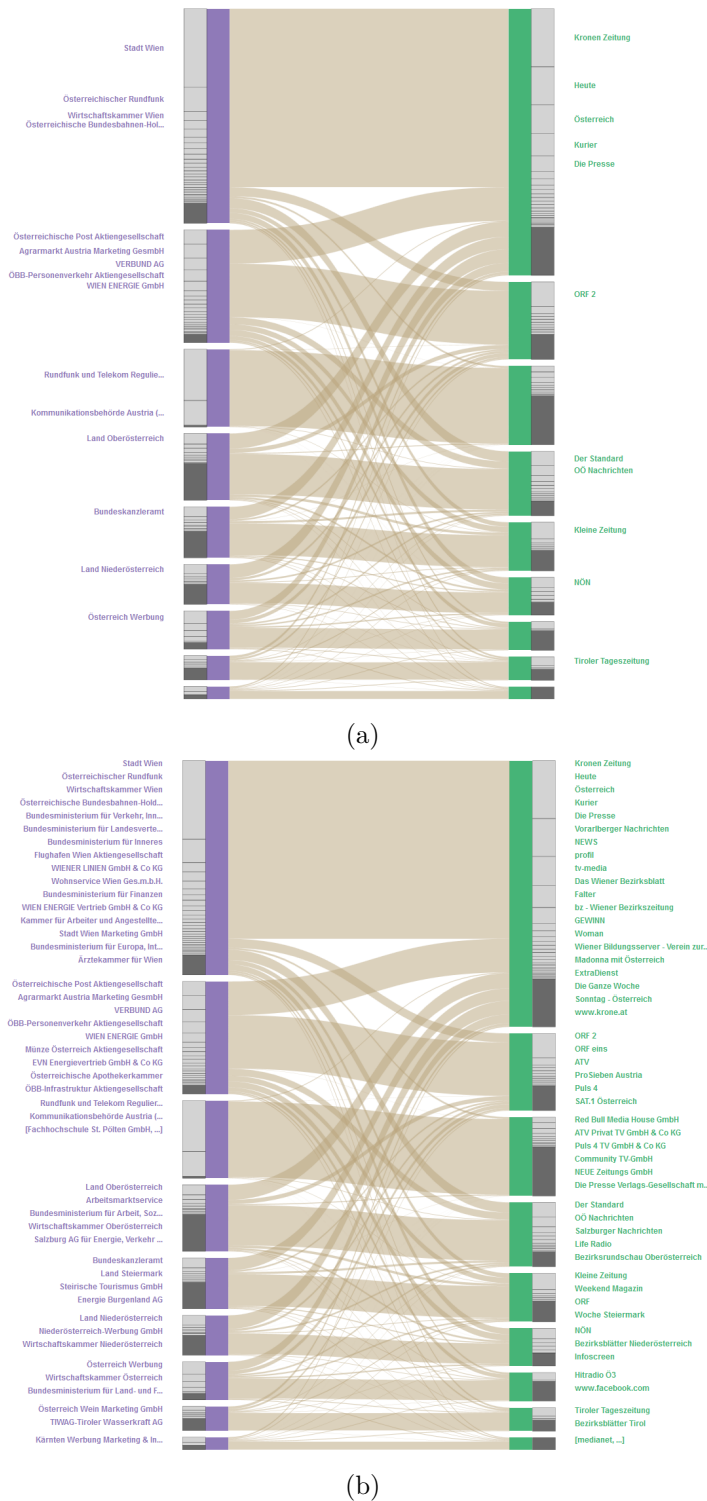 Stadt Wien
Österreichischer Rundfunk
Wirtschaftskammer Wien
Österreichische Bundesbahnen-Hol...
Österreichische Post Aktiengesellschaft
Agrarmarkt Austria Marketing GesmbH
VERBUND AG
ÖBB-Personenverkehr Aktiengesellschaft
WIEN ENERGIE GmbH
Rundfunk und Telekom Regulie...
Kommunikationsbehörde Austria (...
Land Oberösterreich
Bundeskanzleramt
Land Niederösterreich
Österreich Werbung
Kronen Zeitung
Heute
Österreich
Kurier
Die Presse
ORF 2
Der Standard
OÖ Nachrichten
Kleine Zeitung
NÖN
Tiroler Tageszeitung
(a)
Stadt Wien
Österreichischer Rundfunk
Wirtschaftskammer Wien
Österreichische Bundesbahnen-Hold...
Bundesministerium für Verkehr, Inn...
Bundesministerium für Landesverte...
Bundesministerium für Inneres
Flughafen Wien Aktiengesellschaft
WIENER LINIEN GmbH & Co KG
Wohnservice Wien Ges.m.b.H.
Bundesministerium für Finanzen
WIEN ENERGIE Vertrieb GmbH & Co KG
Kammer für Arbeiter und Angestellte...
Stadt Wien Marketing GmbH
Bundesministerium für Europa, Int...
Ärztekammer für Wien
Österreichische Post Aktiengesellschaft
Agrarmarkt Austria Marketing GesmbH
VERBUND AG
ÖBB-Personenverkehr Aktiengesellschaft
WIEN ENERGIE GmbH
Münze Österreich Aktiengesellschaft
EVN Energievertrieb GmbH & Co KG
Österreichische Apothekerkammer
ÖBB-Infrastruktur Aktiengesellschaft
Rundfunk und Telekom Regulier...
Kommunikationsbehörde Austria (...
[Fachhochschule St. Pölten GmbH, ...]
Land Oberösterreich
Arbeitsmarktservice
Bundesministerium für Arbeit, Soz...
Wirtschaftskammer Oberösterreich
Salzburg AG für Energie, Verkehr ...
Bundeskanzleramt
Land Steiermark
Steirische Tourismus GmbH
Energie Burgenland AG
Land Niederösterreich
Niederösterreich-Werbung GmbH
Wirtschaftskammer Niederösterreich
Österreich Werbung
Wirtschaftskammer Österreich
Bundesministerium für Land- und F...
Österreich Wein Marketing GmbH
TIWAG-Tiroler Wasserkraft AG
Kärnten Werbung Marketing & In...
Kronen Zeitung
Heute
Österreich
Kurier
Die Presse
Vorarlberger Nachrichten
NEWS
profil
tv-media
Das Wiener Bezirksblatt
Falter
bz - Wiener Bezirkszeitung
GEWINN
Woman
Wiener Bildungsserver - Verein zur..
Madonna mit Österreich
ExtraDienst
Die Ganze Woche
Sonntag - Österreich
www.krone.at
ORF 2
ORF eins
ATV
ProSieben Austria
Puls 4
SAT.1 Österreich
Red Bull Media House GmbH
ATV Privat TV GmbH & Co KG
Puls 4 TV GmbH & Co KG
Community TV-GmbH
NEUE Zeitungs GmbH
Die Presse Verlags-Gesellschaft m..
Der Standard
OÖ Nachrichten
Salzburger Nachrichten
Life Radio
Bezirksrundschau Oberösterreich
Kleine Zeitung
Weekend Magazin
ORF
Woche Steiermark
NÖN
Bezirksblätter Niederösterreich
Infoscreen
Hitradio Ö3
www.facebook.com
Tiroler Tageszeitung
Bezirksblätter Tirol
[medianet, ...]
(b)